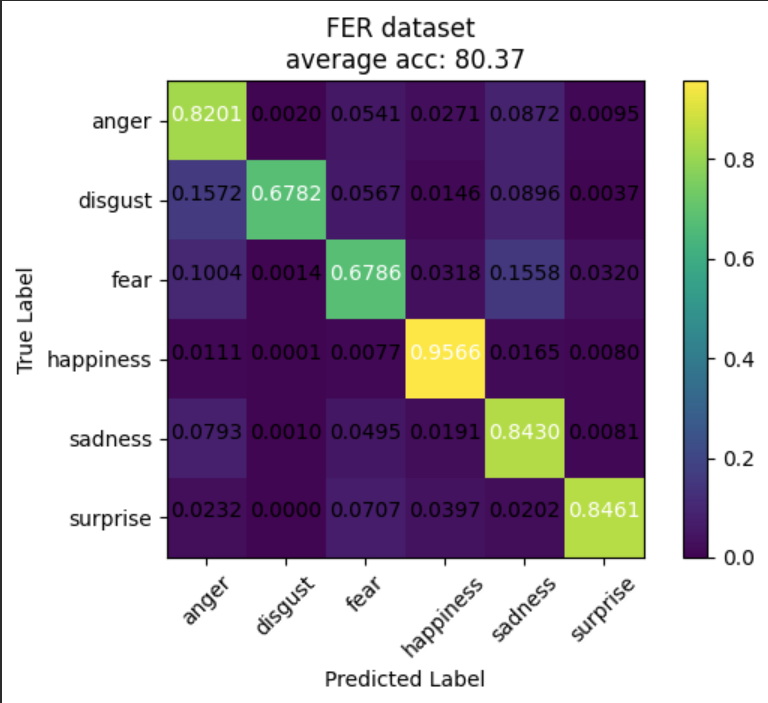 FER dataset
average acc: 80.37
True Label
anger 0.8201 0.0020 0.0541 0.0271 0.0872 0.0095
disgust 0.1572 0.6782 0.0567 0.0146 0.0896 0.0037
fear 0.1004 0.0014 0.6786 0.0318 0.1558 0.0320
happiness 0.0111 0.0001 0.0077 0.9566 0.0165 0.0080
sadness 0.0793 0.0010 0.0495 0.0191 0.8430 0.0081
surprise 0.0232 0.0000 0.0707 0.0397 0.0202 0.8461
anger disgust fear happiness sadness surprise
Predicted Label
0.8
0.6
0.4
0.2
0.0